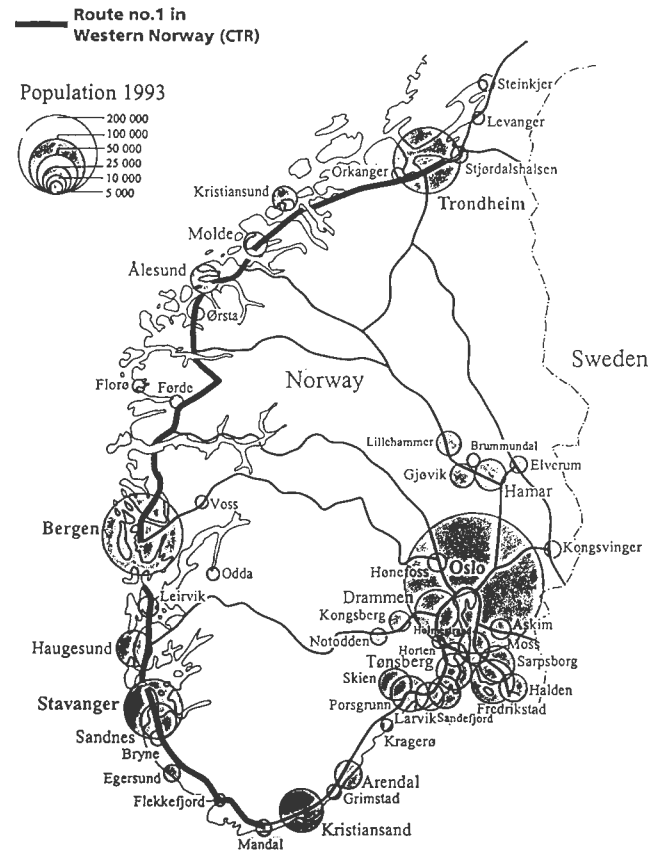 Route no.1 in
Western Norway (CTR)
Population 1993
200 000
100 000
50 000
25 000
10 000
5 000
Steinkjer
Levanger
Orkanger
Stjørdalshalsen
Kristiansund
Trondheim
Molde
Ålesund
Ørsta
Sweden
Norway
Florø
Førde
Lillehammer
Brummundal
Gjøvik
Elverum
Hamar
Voss
Bergen
Kongsvinger
Hønefoss
Oslo
Odda
Drammen
Leirvik
Kongsberg
Askim
Notodden
Moss
Haugesund
Horten
Tønsberg
Sarpsborg
Skien
Halden
Stavanger
Porsgrunn
Fredrikstad
Larvik
Sandefjord
Sandnes
Kragerø
Bryne
Egersund
Arendal
Grimstad
Flekkefjord
Kristiansand
Mandal